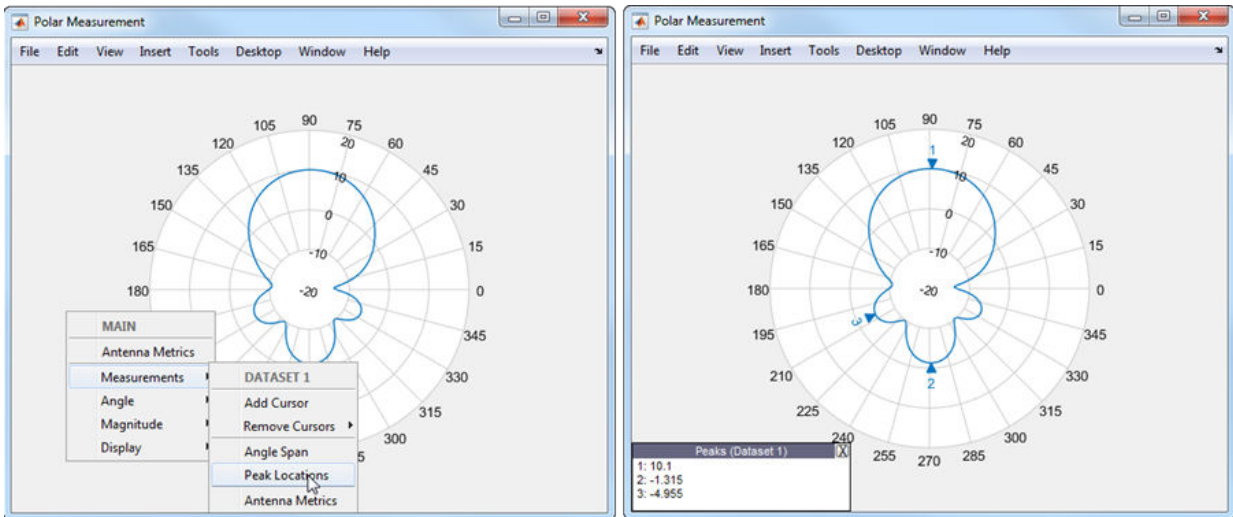 Polar Measurement
File Edit View Insert Tools Desktop Window Help
90
105 75
120 20 60
135 45
10
150 30
0
165 15
-10
180 -20 0
345
330
315
300
5
MAIN
Antenna Metrics
Measurements
Angle
Magnitude
Display
DATASET 1
Add Cursor
Remove Cursors
Angle Span
Peak Locations
Antenna Metrics
Polar Measurement
File Edit View Insert Tools Desktop Window Help
90
105 75
120 20 60
1
135 45
10
150 30
0
165 15
-10
180 -20 0
3
195 345
210 330
2
225 315
240 300
255 270 285
Peaks (Dataset 1) X
1: 10.1
2: -1.315
3: -4.955